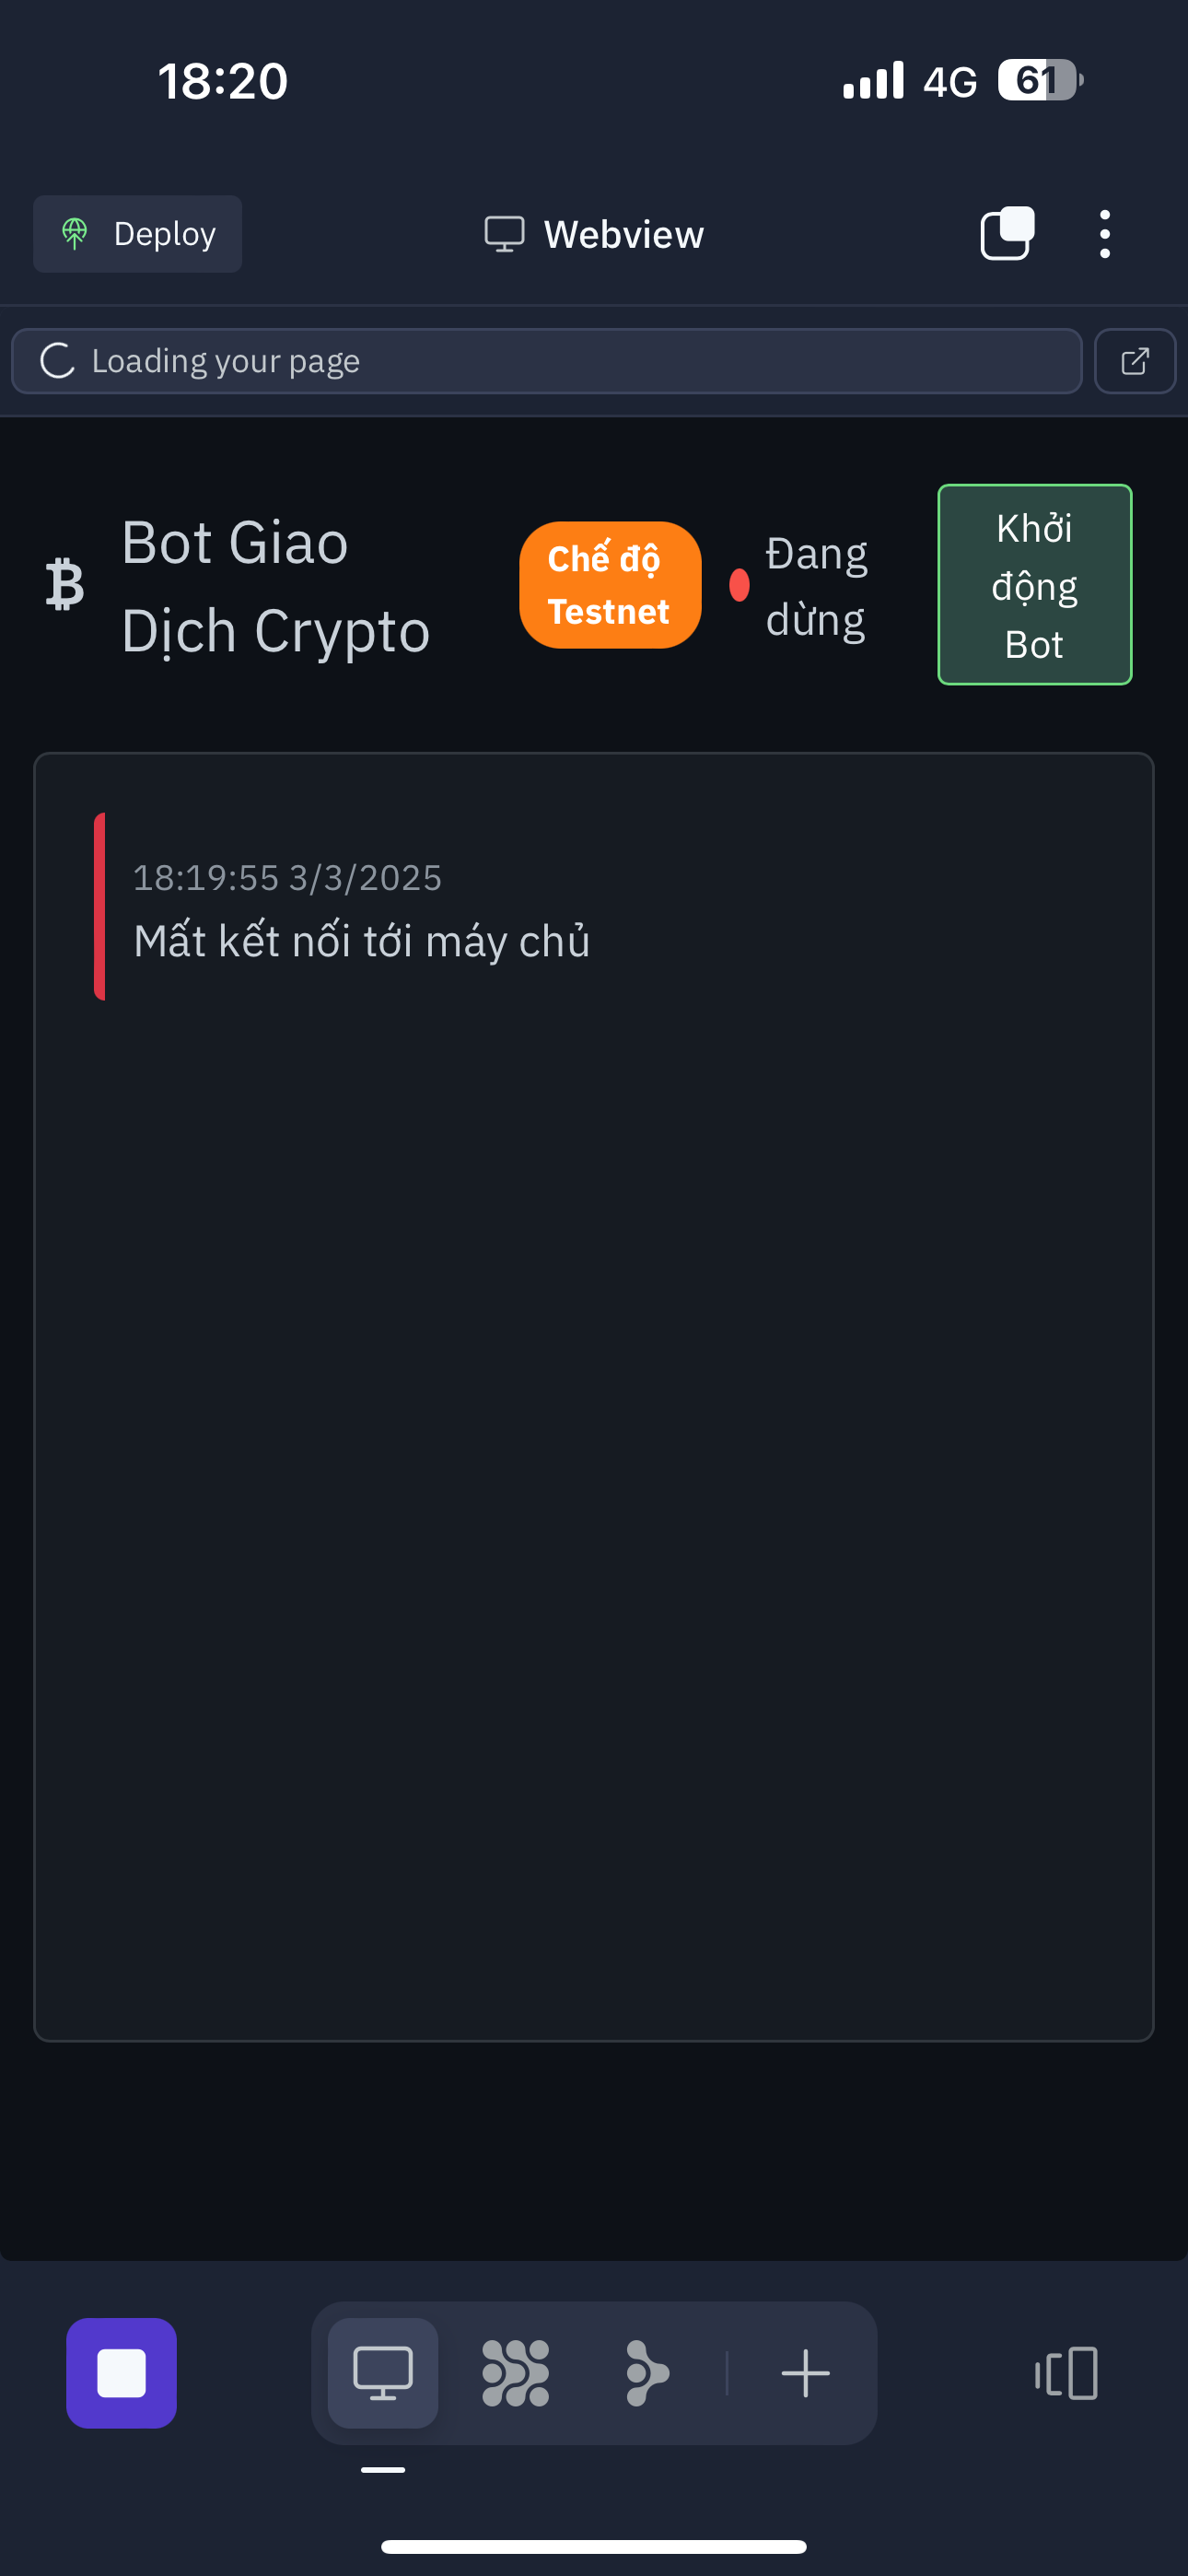 18:20
4G
61
Deploy
Webview
Loading your page
Bot Giao
Dịch Crypto
Chế độ
Testnet
Đang
dừng
Khởi
động
Bot
18:19:55 3/3/2025
Mất kết nối tới máy chủ